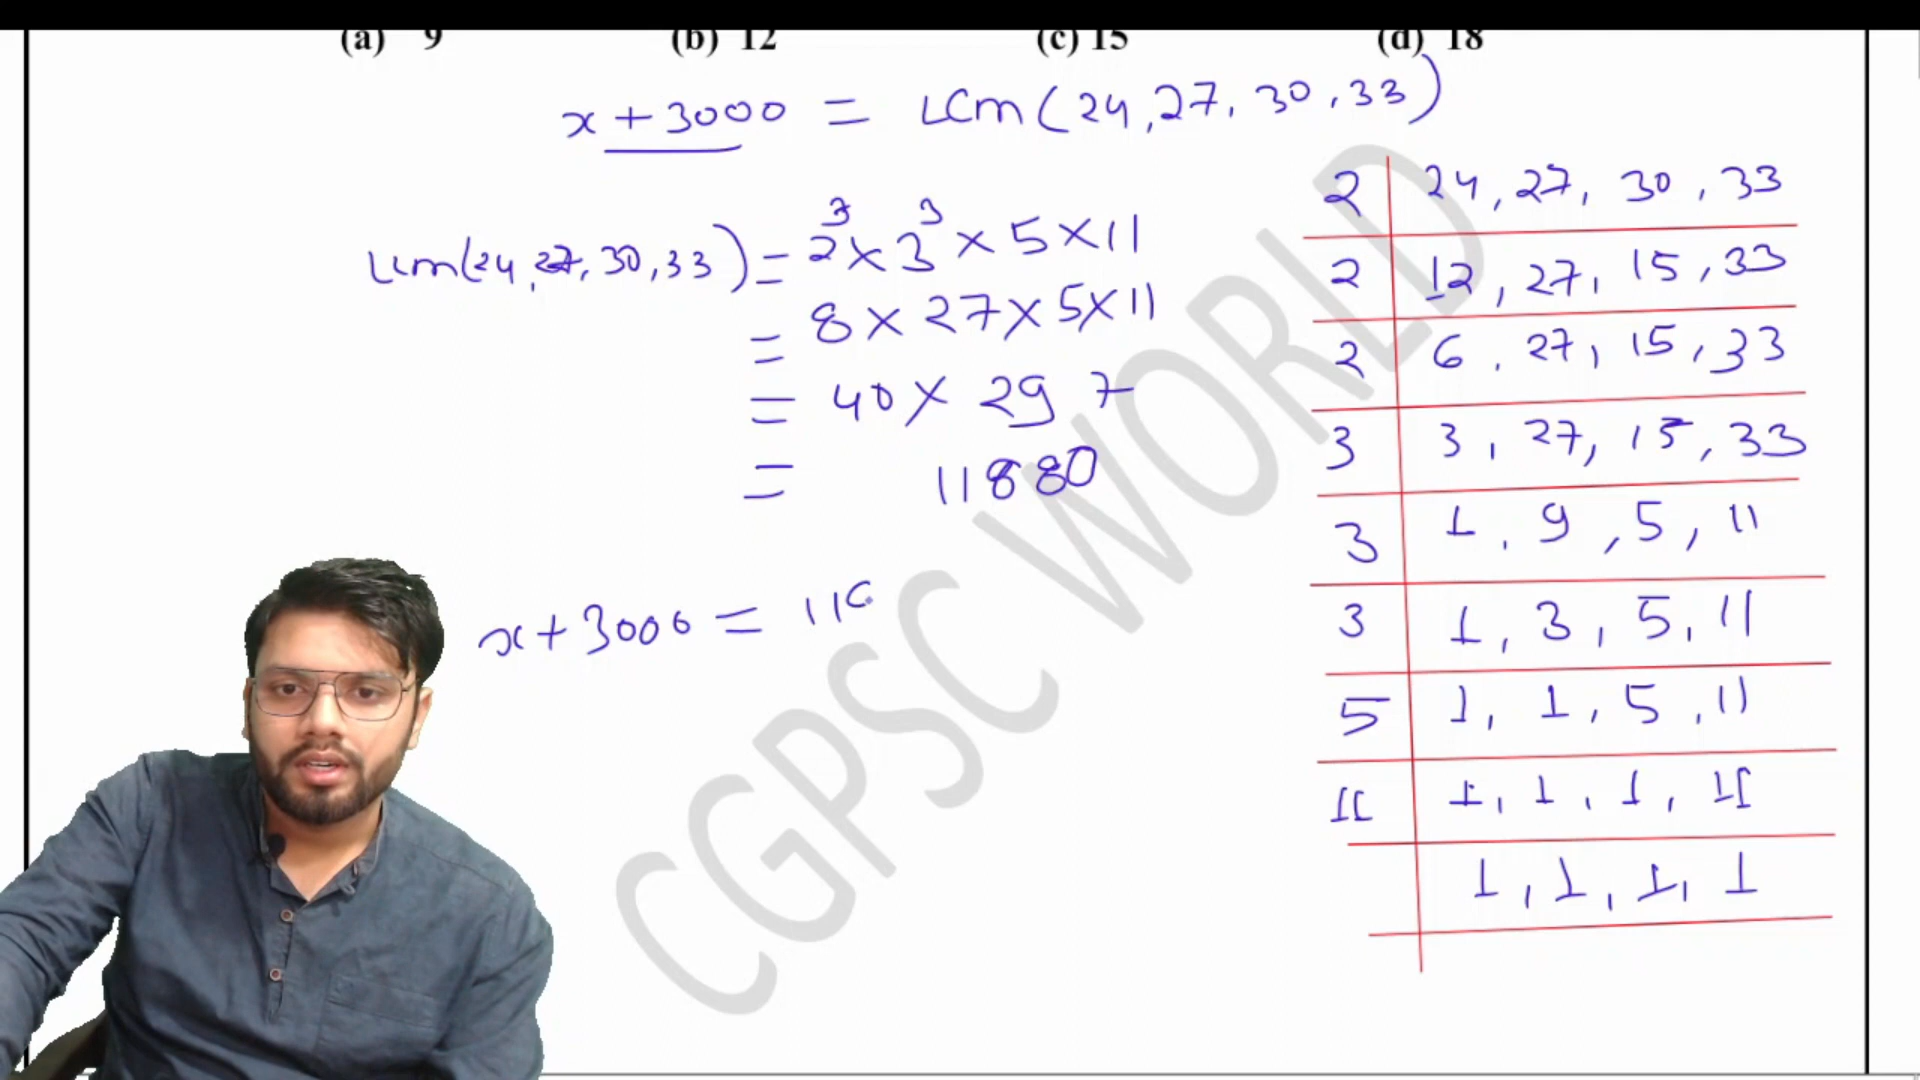 (a) 9 (b) 12 (c) 15 (d) 18
x + 3000 = LCm(24, 27, 30, 33)
Lcm(24, 27, 30, 33) = 2³ × 3³ × 5 × 11
= 8 × 27 × 5 × 11
= 40 × 297
= 11880
x + 3000 = 11
2 | 24, 27, 30, 33
2 | 12, 27, 15, 33
2 | 6, 27, 15, 33
3 | 3, 27, 15, 33
3 | 1, 9, 5, 11
3 | 1, 3, 5, 11
5 | 1, 1, 5, 11
11 | 1, 1, 1, 11
1, 1, 1, 1
CGPSC WORLD